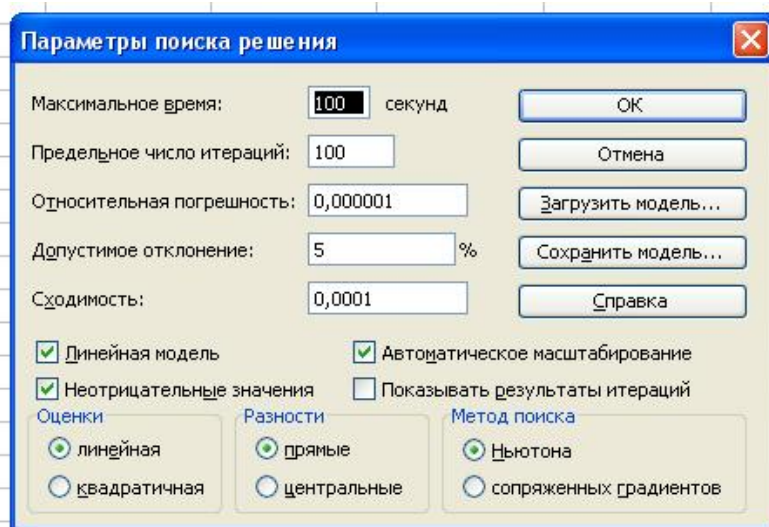 Параметры поиска решения
Максимальное время: 100 секунд
OK
Предельное число итераций: 100
Отмена
Относительная погрешность: 0,000001
Загрузить модель...
Допустимое отклонение: 5 %
Сохранить модель...
Сходимость: 0,0001
Справка
Линейная модель
Автоматическое масштабирование
Неотрицательные значения
Показывать результаты итераций
Оценки
линейная
квадратичная
Разности
прямые
центральные
Метод поиска
Ньютона
сопряженных градиентов